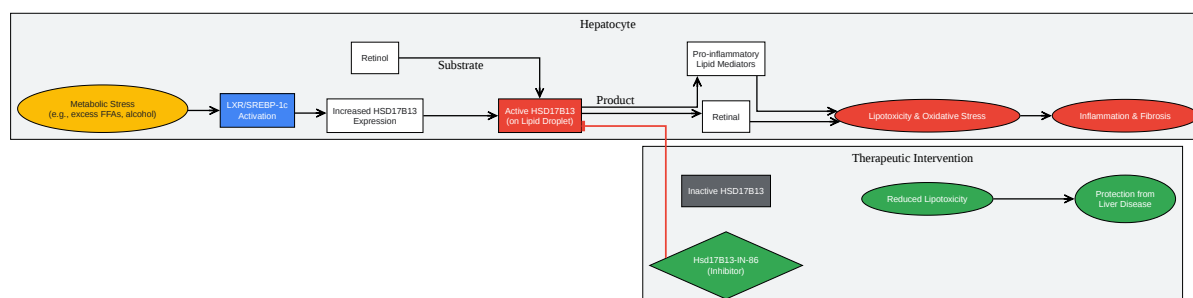 Hepatocyte
Retinol
Substrate
Pro-inflammatory
Lipid Mediators
Metabolic Stress
(e.g., excess FFAs, alcohol)
LXR/SREBP-1c
Activation
Increased HSD17B13
Expression
Active HSD17B13
(on Lipid Droplet)
Product
Retinal
Lipotoxicity & Oxidative Stress
Inflammation & Fibrosis
Therapeutic Intervention
Inactive HSD17B13
Reduced Lipotoxicity
Protection from
Liver Disease
Hsd17B13-IN-86
(Inhibitor)